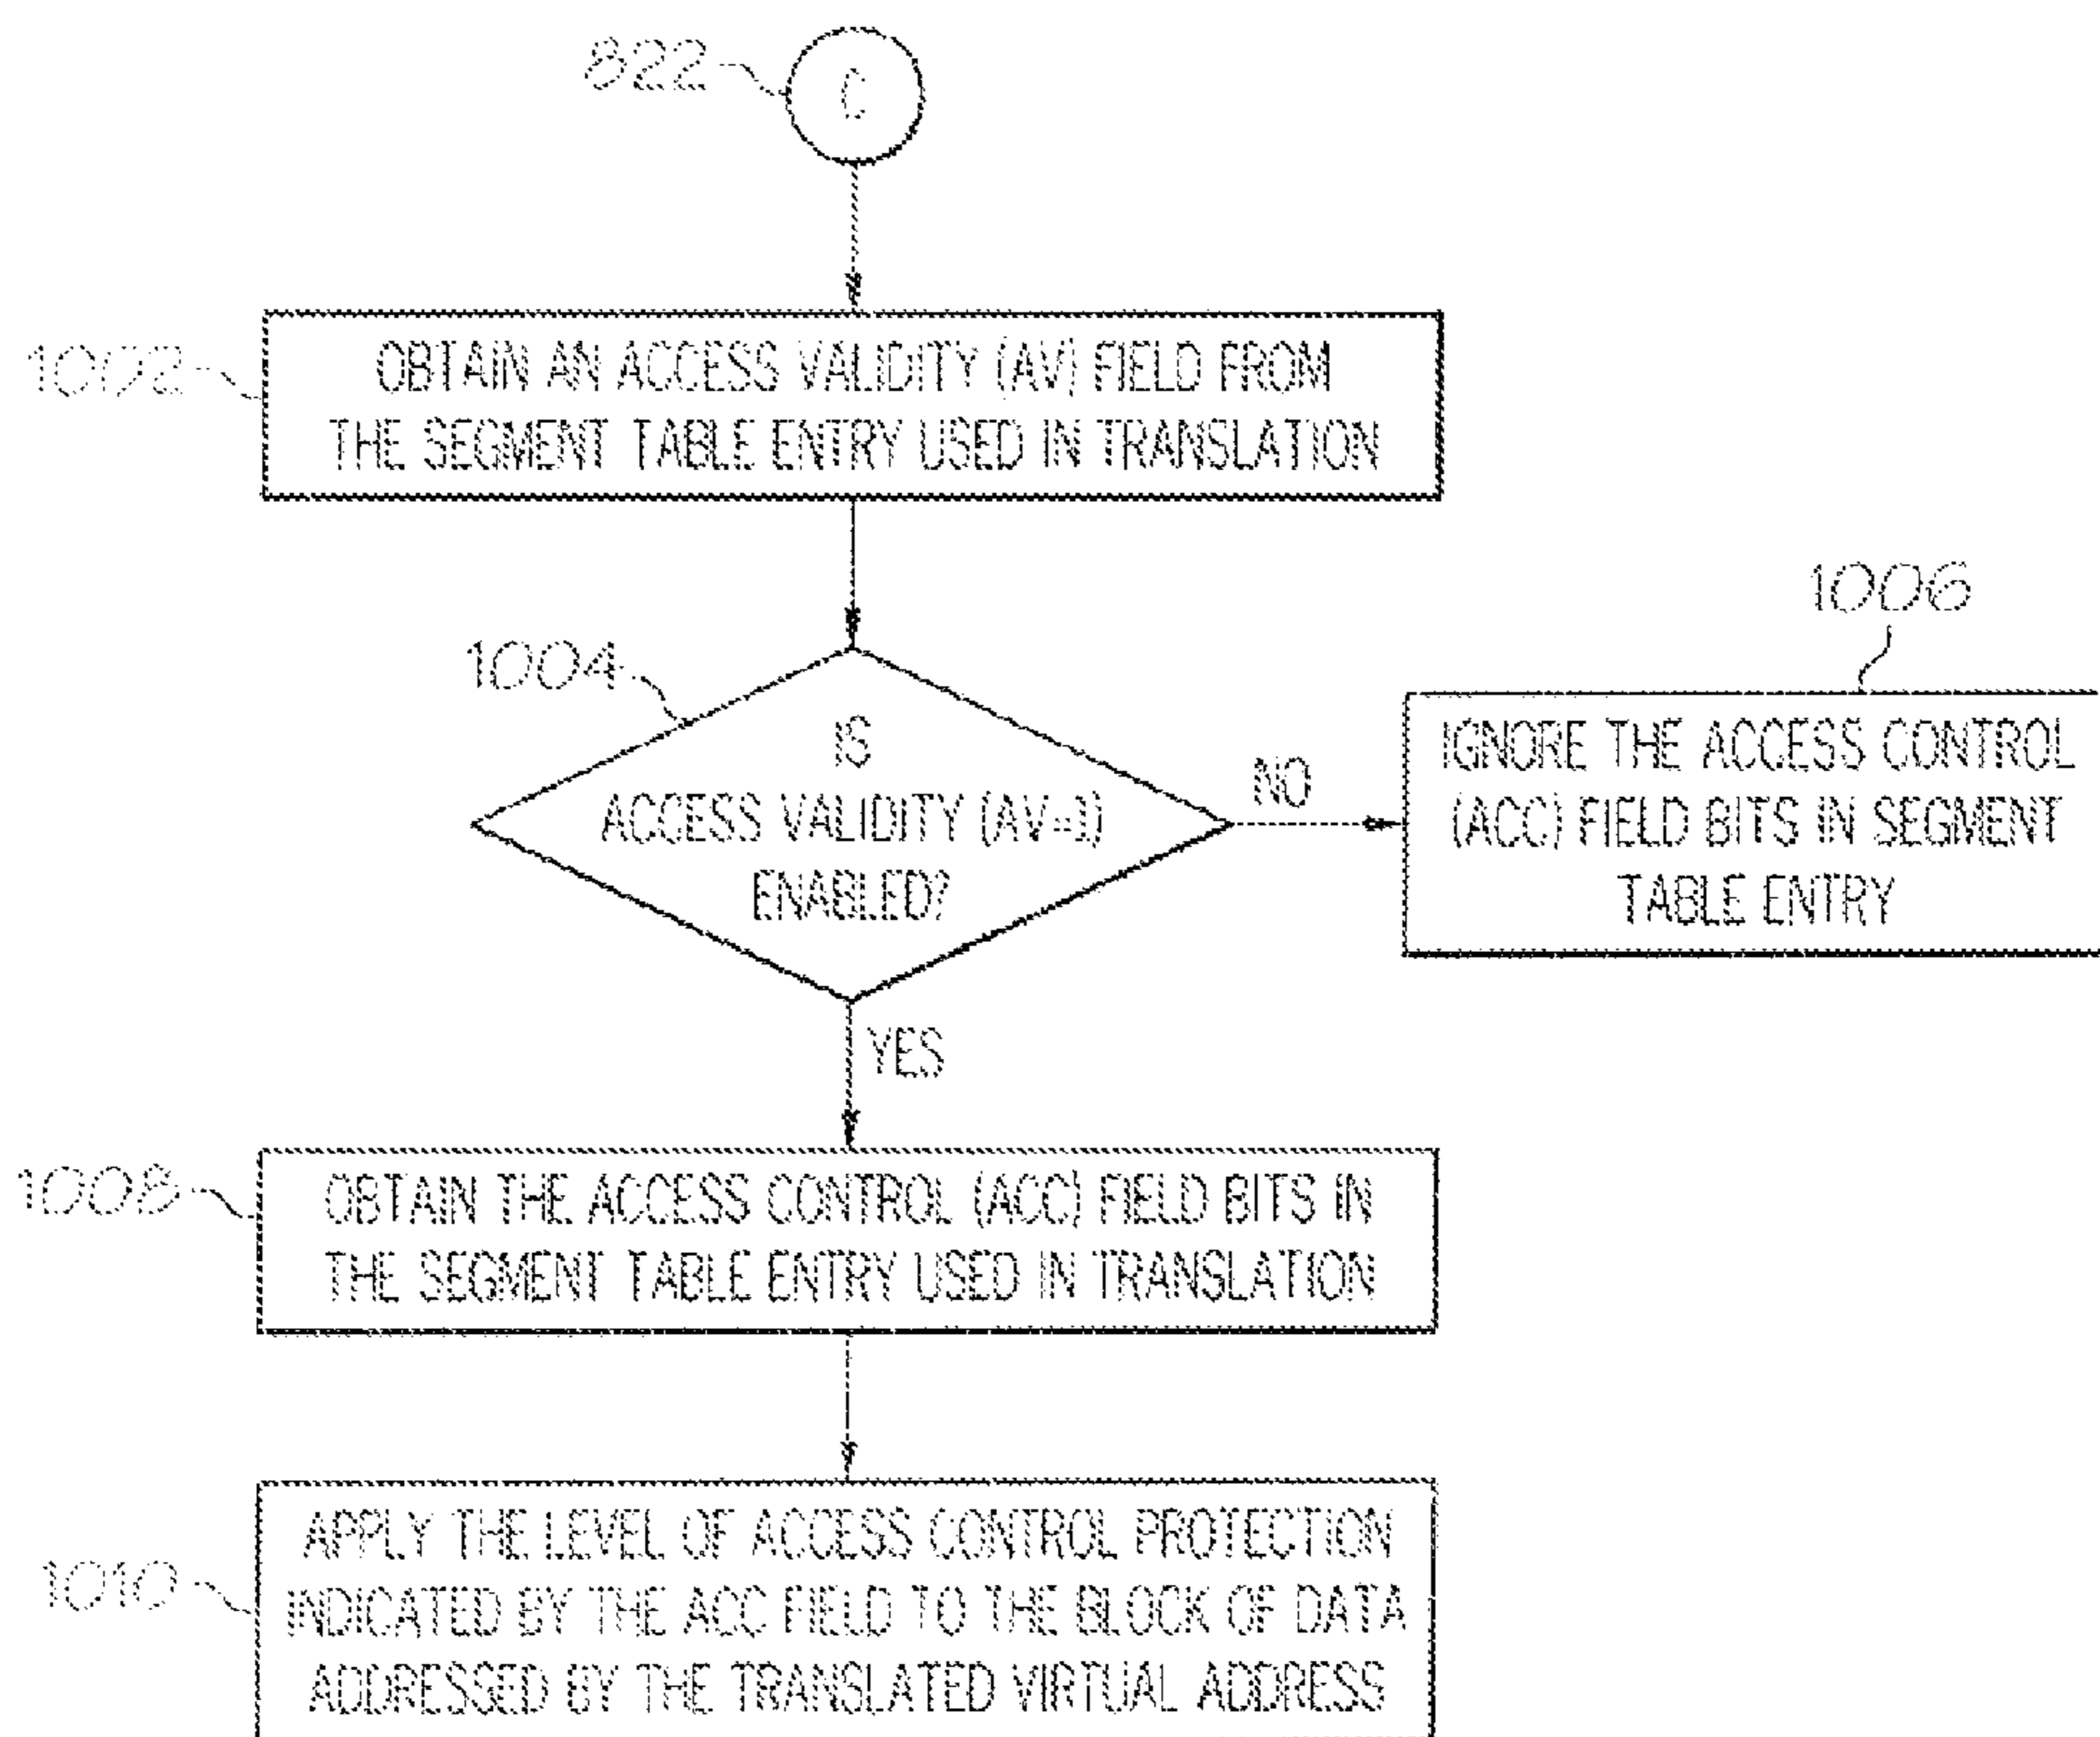 822
C
1002
OBTAIN AN ACCESS VALIDITY (AV) FIELD FROM
THE SEGMENT TABLE ENTRY USED IN TRANSLATION
1004
IS
ACCESS VALIDITY (AV=1)
ENABLED?
NO
1006
IGNORE THE ACCESS CONTROL
(ACC) FIELD BITS IN SEGMENT
TABLE ENTRY
YES
1008
OBTAIN THE ACCESS CONTROL (ACC) FIELD BITS IN
THE SEGMENT TABLE ENTRY USED IN TRANSLATION
1010
APPLY THE LEVEL OF ACCESS CONTROL PROTECTION
INDICATED BY THE ACC FIELD TO THE BLOCK OF DATA
ADDRESSED BY THE TRANSLATED VIRTUAL ADDRESS